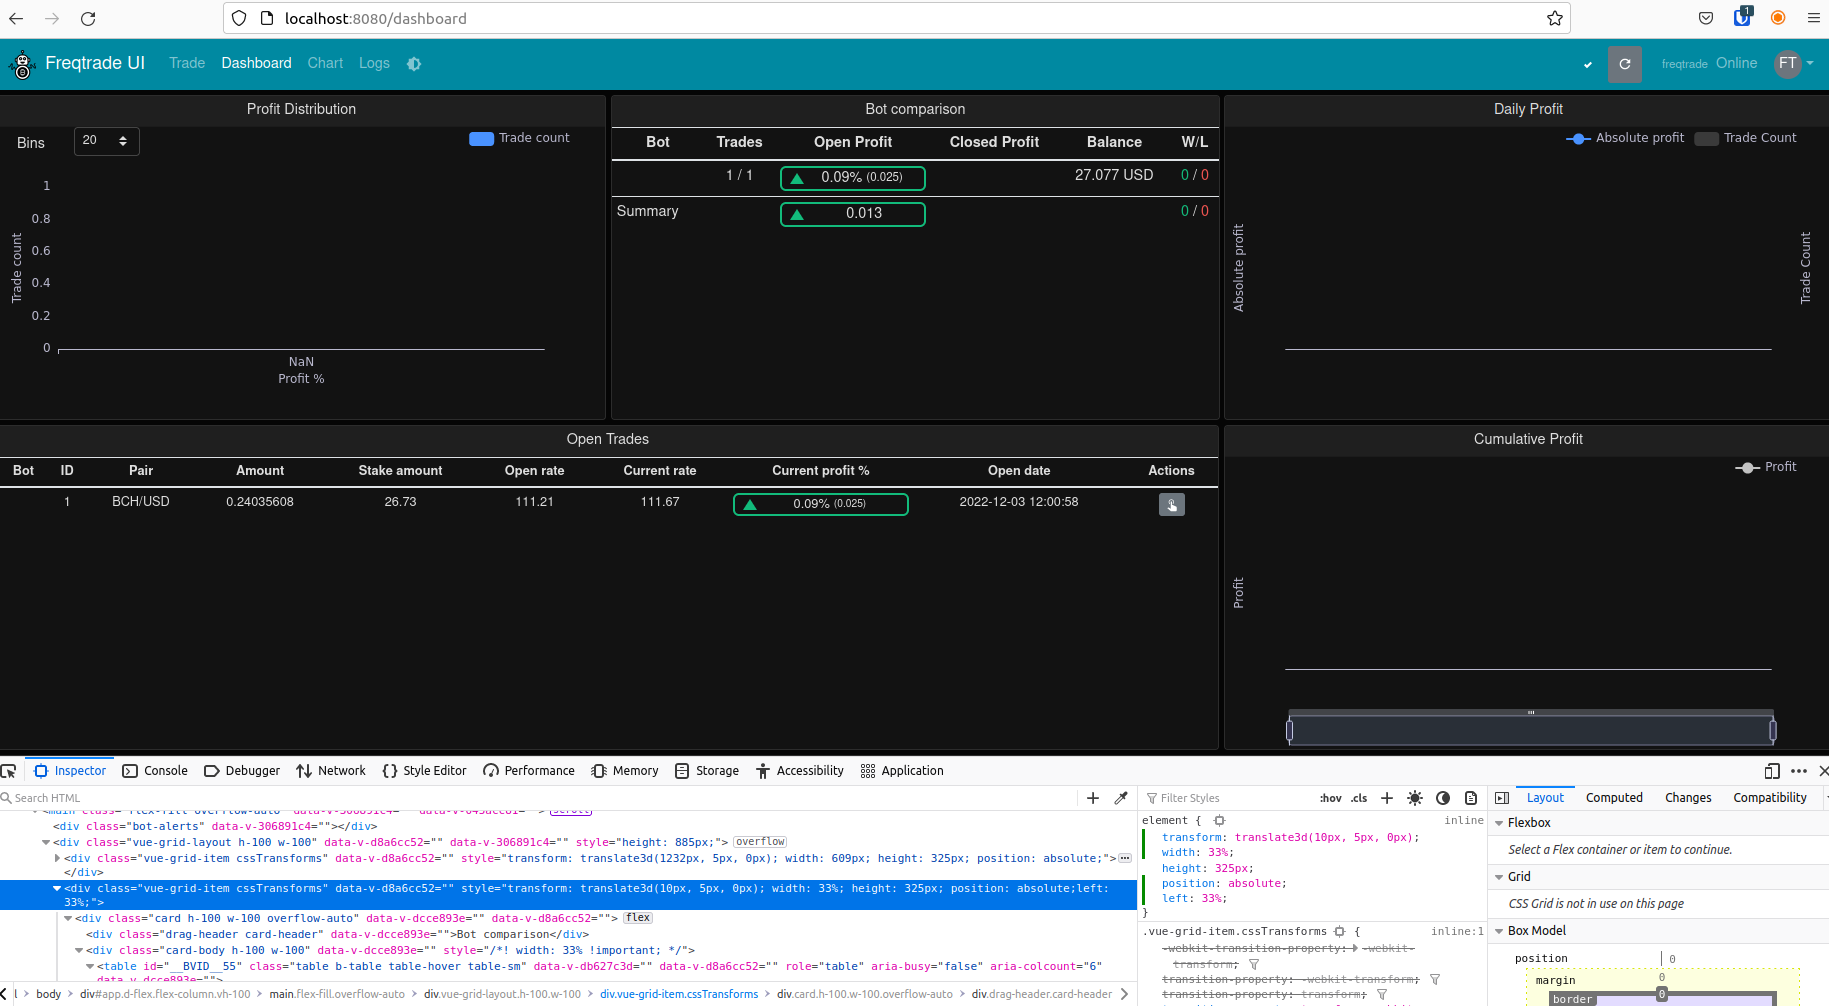 localhost:8080/dashboard
1
Freqtrade UI Trade Dashboard Chart Logs
freqtrade Online FT
Profit Distribution
Bins 20
Trade count
1
0.8
0.6
0.4
0.2
0
Trade count
NaN
Profit %
Bot comparison
Bot Trades Open Profit Closed Profit Balance W/L
1 / 1 0.09% (0.025) 27.077 USD 0 / 0
Summary 0.013 0 / 0
Daily Profit
Absolute profit Trade Count
Absolute profit
Trade Count
Open Trades
Bot ID Pair Amount Stake amount Open rate Current rate Current profit % Open date Actions
1 BCH/USD 0.24035608 26.73 111.21 111.67 0.09% (0.025) 2022-12-03 12:00:58
Cumulative Profit
Profit
Profit
Inspector Console Debugger Network Style Editor Performance Memory Storage Accessibility Application
Search HTML
<div class="bot-alerts" data-v-306891c4=""></div>
<div class="vue-grid-layout h-100 w-100" data-v-d8a6cc52="" data-v-306891c4="" style="height: 885px;"> overflow
<div class="vue-grid-item cssTransforms" data-v-d8a6cc52="" style="transform: translate3d(1232px, 5px, 0px); width: 609px; height: 325px; position: absolute;">
</div>
<div class="vue-grid-item cssTransforms" data-v-d8a6cc52="" style="transform: translate3d(10px, 5px, 0px); width: 33%; height: 325px; position: absolute;left:
33%;">
<div class="card h-100 w-100 overflow-auto" data-v-dcce893e="" data-v-d8a6cc52=""> flex
<div class="drag-header card-header" data-v-dcce893e="">Bot comparison</div>
<div class="card-body h-100 w-100" data-v-dcce893e="" style="/*! width: 33% !important; */">
<table id="__BVID__55" class="table b-table table-hover table-sm" data-v-db627c3d="" data-v-d8a6cc52="" role="table" aria-busy="false" aria-colcount="6"
l > body > div#app.d-flex.flex-column.vh-100 > main.flex-fill.overflow-auto > div.vue-grid-layout.h-100.w-100 > div.vue-grid-item.cssTransforms > div.card.h-100.w-100.overflow-auto > div.drag-header.card-header
Filter Styles :hov .cls
element { inline
transform: translate3d(10px, 5px, 0px);
width: 33%;
height: 325px;
position: absolute;
left: 33%;
}
.vue-grid-item.cssTransforms { inline:1
-webkit-transition-property: -webkit-
transform;
transition-property: -webkit-transform;
transition-property: transform;
Layout Computed Changes Compatibility
Flexbox
Select a Flex container or item to continue.
Grid
CSS Grid is not in use on this page
Box Model
position 0
margin 0
border 0